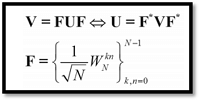 V = FUF ⇔ U = F*VF*
F = { 1/√N W_N^{kn} }_{k,n=0}^{N−1}